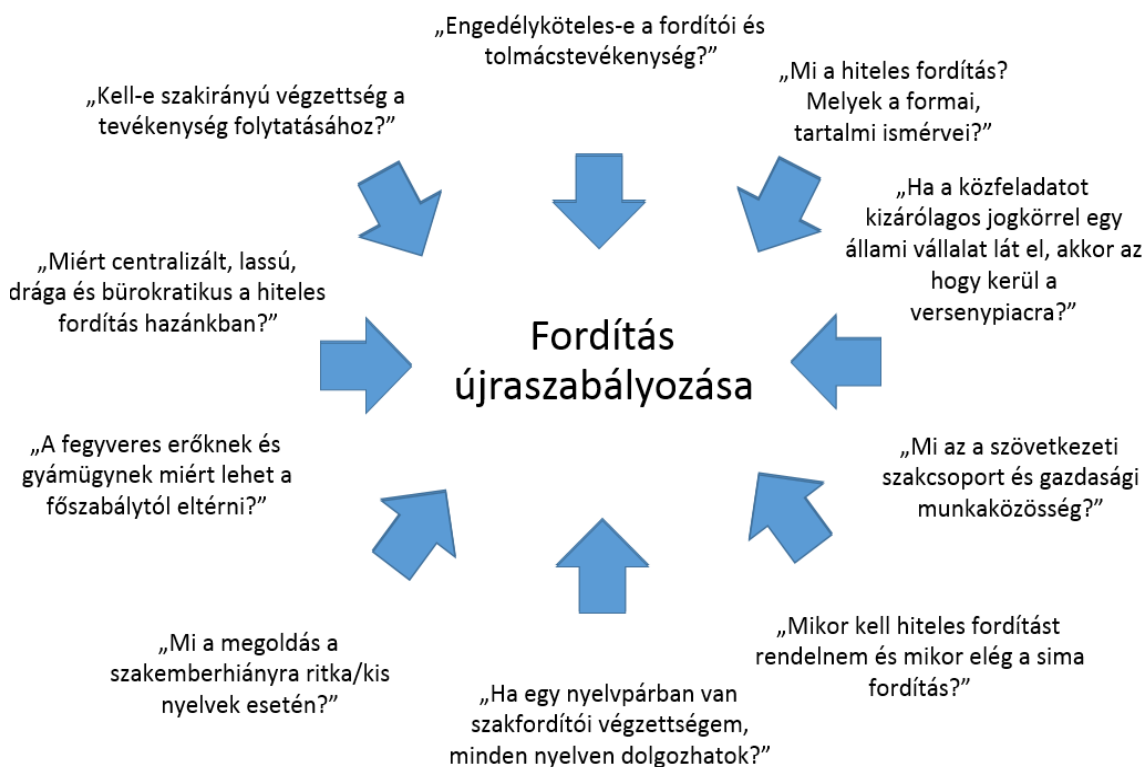 „Engedélyköteles-e a fordítói és
tolmácstevékenység?”
„Mi a hiteles fordítás?
Melyek a formai,
tartalmi ismérvei?”
„Kell-e szakirányú végzettség a
tevékenység folytatásához?”
„Ha a közfeladatot
kizárólagos jogkörrel egy
állami vállalat lát el, akkor az
hogy kerül a
versenypiacra?”
„Miért centralizált, lassú,
drága és bürokratikus a hiteles
fordítás hazánkban?”
Fordítás
újraszabályozása
„A fegyveres erőknek és
gyámügynek miért lehet a
főszabálytól eltérni?”
„Mi az a szövetkezeti
szakcsoport és gazdasági
munkaközösség?”
„Mi a megoldás a
szakemberhiányra ritka/kis
nyelvek esetén?”
„Ha egy nyelvpárban van
szakfordítói végzettségem,
minden nyelven dolgozhatok?”
„Mikor kell hiteles fordítást
rendelnem és mikor elég a sima
fordítás?”